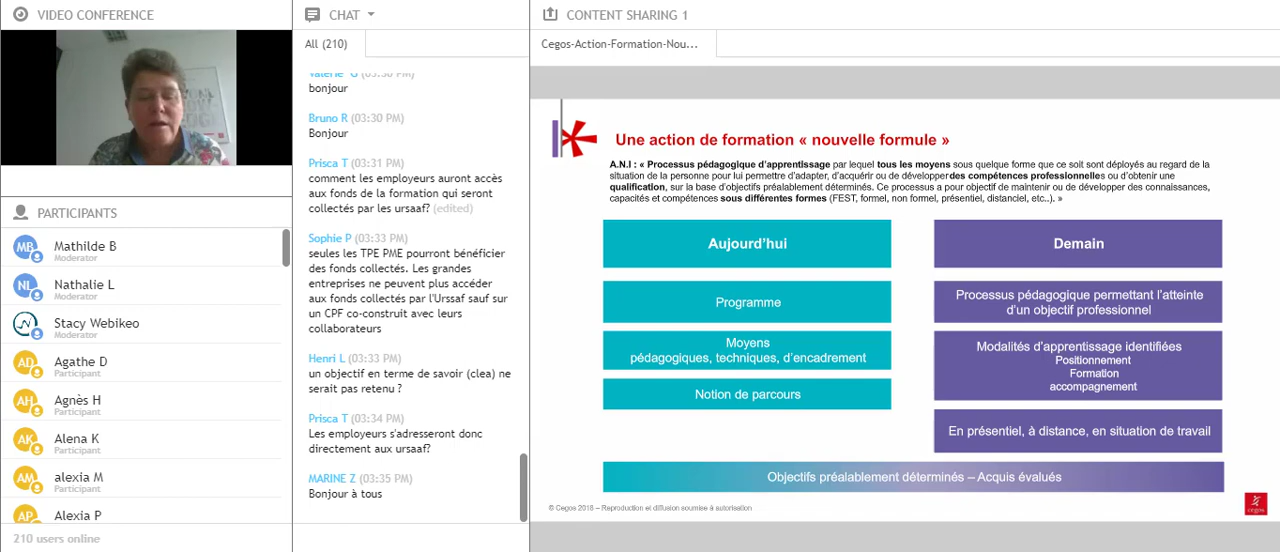 VIDEO CONFERENCE
PARTICIPANTS
MB
Mathilde B
Moderator
NL
Nathalie L
Moderator
Stacy Webikeo
Moderator
AD
Agathe D
Participant
AH
Agnès H
Participant
AK
Alena K
Participant
AM
alexia M
Participant
AP
Alexia P
210 users online
CHAT
All (210)
Valérie G (03:30 PM)
bonjour
Bruno R (03:30 PM)
Bonjour
Prisca T (03:31 PM)
comment les employeurs auront accès
aux fonds de la formation qui seront
collectés par les ursaaf? (edited)
Sophie P (03:33 PM)
seules les TPE PME pourront bénéficier
des fonds collectés. Les grandes
entreprises ne peuvent plus accéder
aux fonds collectés par l'Urssaf sauf sur
un CPF co-construit avec leurs
collaborateurs
Henri L (03:33 PM)
un objectif en terme de savoir (clea) ne
serait pas retenu ?
Prisca T (03:34 PM)
Les employeurs s'adresseront donc
directement aux ursaaf?
MARINE Z (03:35 PM)
Bonjour à tous
CONTENT SHARING 1
Cegos-Action-Formation-Nou...
Une action de formation « nouvelle formule »
A.N.I : « Processus pédagogique d'apprentissage par lequel tous les moyens sous quelque forme que ce soit sont déployés au regard de la
situation de la personne pour lui permettre d'adapter, d'acquérir ou de développer des compétences professionnelles ou d'obtenir une
qualification, sur la base d'objectifs préalablement déterminés. Ce processus a pour objectif de maintenir ou de développer des connaissances,
capacités et compétences sous différentes formes (FEST, formel, non formel, présentiel, distanciel, etc..). »
Aujourd'hui
Programme
Moyens
pédagogiques, techniques, d'encadrement
Notion de parcours
Demain
Processus pédagogique permettant l'atteinte
d'un objectif professionnel
Modalités d'apprentissage identifiées
Positionnement
Formation
accompagnement
En présentiel, à distance, en situation de travail
Objectifs préalablement déterminés – Acquis évalués
© Cegos 2018 – Reproduction et diffusion soumise à autorisation
cegos